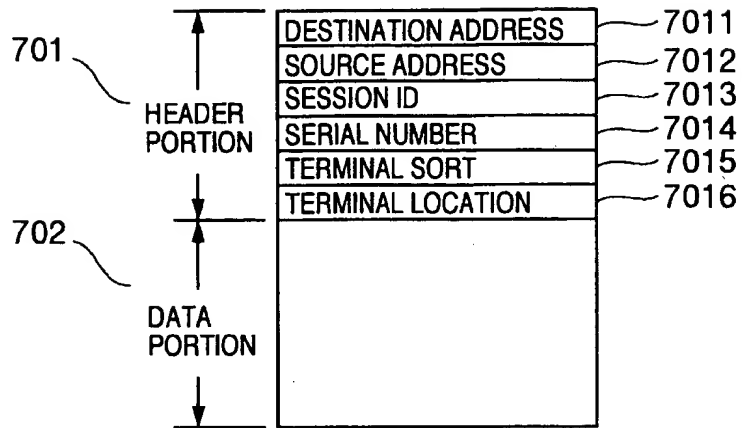 DESTINATION ADDRESS 7011
701 SOURCE ADDRESS 7012
SESSION ID 7013
HEADER
PORTION
SERIAL NUMBER 7014
TERMINAL SORT 7015
TERMINAL LOCATION 7016
702
DATA
PORTION